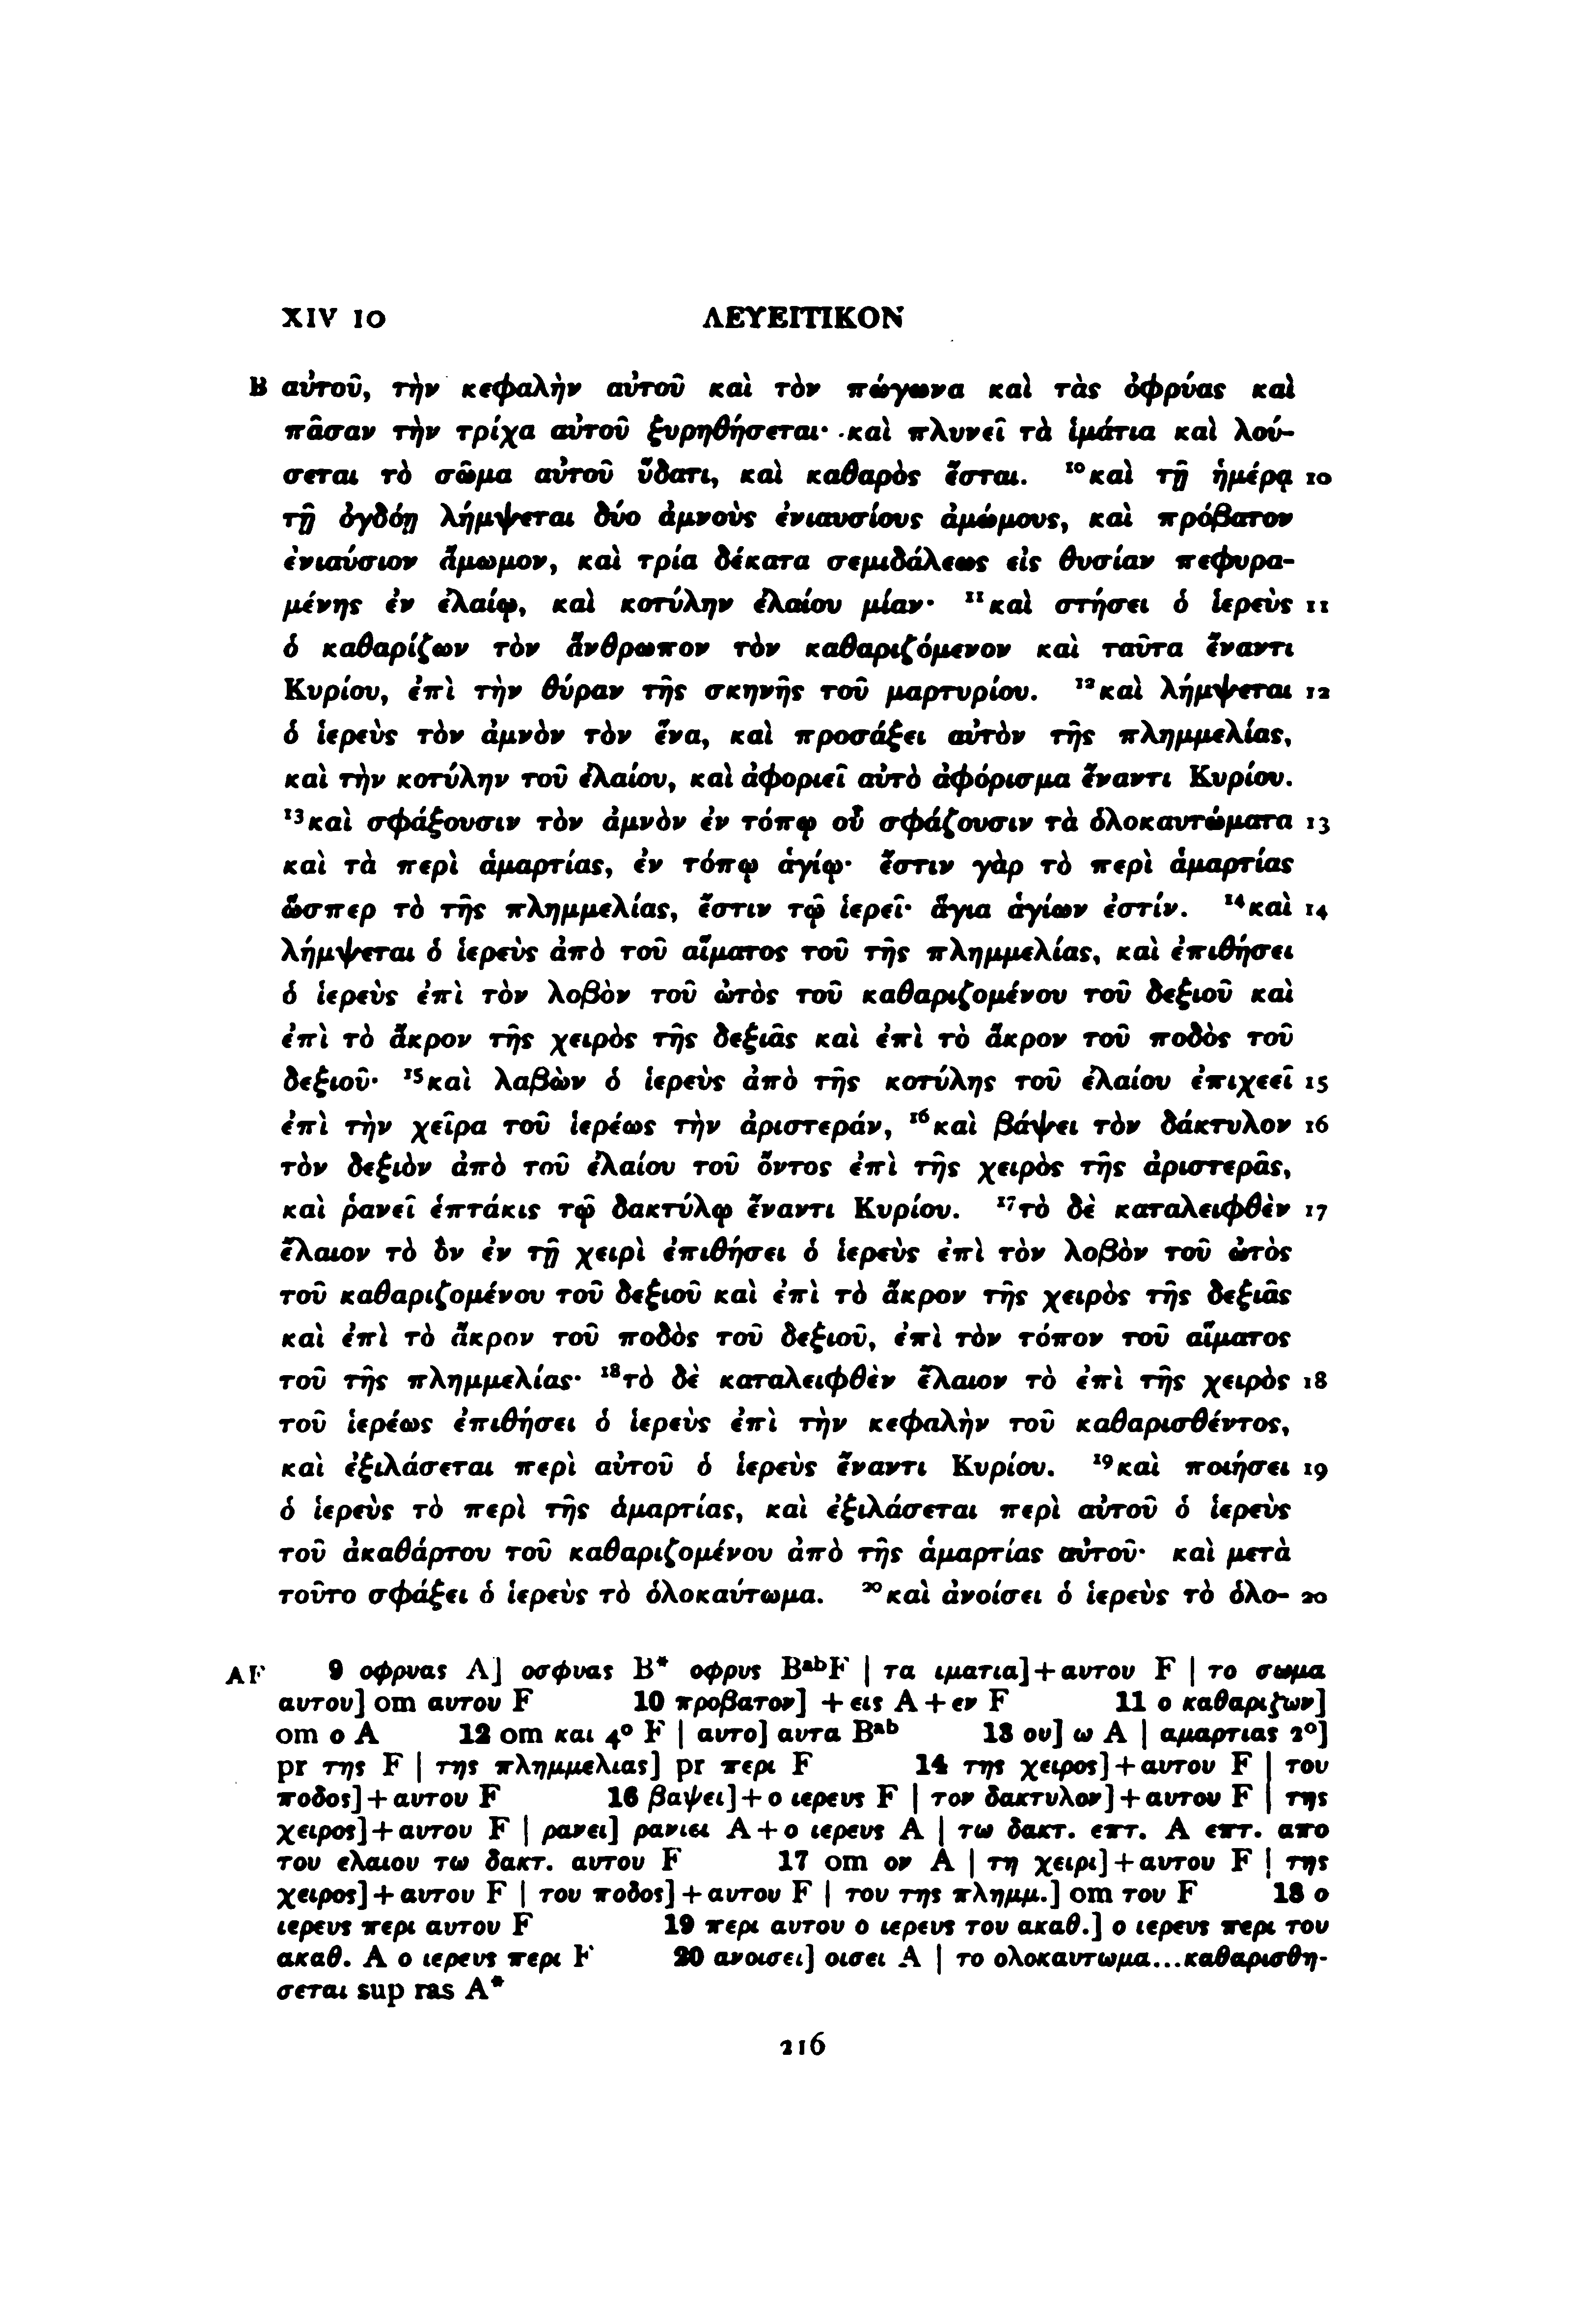 XIV 10 ΛΕΥΕΙΤΙΚΟΝ
B αὐτοῦ, τὴν κεφαλὴν αὐτοῦ καὶ τὸν πώγωνα καὶ τὰς ὀφρύας καὶ
πᾶσαν τὴν τρίχα αὐτοῦ ξυρηθήσεται· καὶ πλυνεῖ τὰ ἱμάτια καὶ λού-
σεται τὸ σῶμα αὐτοῦ ὕδατι, καὶ καθαρὸς ἔσται. ¹⁰καὶ τῇ ἡμέρᾳ 10
τῇ ὀγδόῃ λήμψεται δύο ἀμνοὺς ἐνιαυσίους ἀμώμους, καὶ πρόβατον
ἐνιαύσιον ἄμωμον, καὶ τρία δέκατα σεμιδάλεως εἰς θυσίαν πεφυρα-
μένης ἐν ἐλαίῳ, καὶ κοτύλην ἐλαίου μίαν· ¹¹καὶ στήσει ὁ ἱερεὺς 11
ὁ καθαρίζων τὸν ἄνθρωπον τὸν καθαριζόμενον καὶ ταῦτα ἔναντι
Κυρίου, ἐπὶ τὴν θύραν τῆς σκηνῆς τοῦ μαρτυρίου. ¹²καὶ λήμψεται 12
ὁ ἱερεὺς τὸν ἀμνὸν τὸν ἕνα, καὶ προσάξει αὐτὸν τῆς πλημμελίας,
καὶ τὴν κοτύλην τοῦ ἐλαίου, καὶ ἀφοριεῖ αὐτὸ ἀφόρισμα ἔναντι Κυρίου.
¹³καὶ σφάξουσιν τὸν ἀμνὸν ἐν τόπῳ οὗ σφάζουσιν τὰ ὁλοκαυτώματα 13
καὶ τὰ περὶ ἁμαρτίας, ἐν τόπῳ ἁγίῳ· ἔστιν γὰρ τὸ περὶ ἁμαρτίας
ὥσπερ τὸ τῆς πλημμελίας, ἔστιν τῷ ἱερεῖ· ἅγια ἁγίων ἐστίν. ¹⁴καὶ 14
λήμψεται ὁ ἱερεὺς ἀπὸ τοῦ αἵματος τοῦ τῆς πλημμελίας, καὶ ἐπιθήσει
ὁ ἱερεὺς ἐπὶ τὸν λοβὸν τοῦ ὠτὸς τοῦ καθαριζομένου τοῦ δεξιοῦ καὶ
ἐπὶ τὸ ἄκρον τῆς χειρὸς τῆς δεξιᾶς καὶ ἐπὶ τὸ ἄκρον τοῦ ποδὸς τοῦ
δεξιοῦ· ¹⁵καὶ λαβὼν ὁ ἱερεὺς ἀπὸ τῆς κοτύλης τοῦ ἐλαίου ἐπιχεεῖ 15
ἐπὶ τὴν χεῖρα τοῦ ἱερέως τὴν ἀριστεράν, ¹⁶καὶ βάψει τὸν δάκτυλον 16
τὸν δεξιὸν ἀπὸ τοῦ ἐλαίου τοῦ ὄντος ἐπὶ τῆς χειρὸς τῆς ἀριστερᾶς,
καὶ ῥανεῖ ἑπτάκις τῷ δακτύλῳ ἔναντι Κυρίου. ¹⁷τὸ δὲ καταλειφθὲν 17
ἔλαιον τὸ ὂν ἐν τῇ χειρὶ ἐπιθήσει ὁ ἱερεὺς ἐπὶ τὸν λοβὸν τοῦ ὠτὸς
τοῦ καθαριζομένου τοῦ δεξιοῦ καὶ ἐπὶ τὸ ἄκρον τῆς χειρὸς τῆς δεξιᾶς
καὶ ἐπὶ τὸ ἄκρον τοῦ ποδὸς τοῦ δεξιοῦ, ἐπὶ τὸν τόπον τοῦ αἵματος
τοῦ τῆς πλημμελίας· ¹⁸τὸ δὲ καταλειφθὲν ἔλαιον τὸ ἐπὶ τῆς χειρὸς 18
τοῦ ἱερέως ἐπιθήσει ὁ ἱερεὺς ἐπὶ τὴν κεφαλὴν τοῦ καθαρισθέντος,
καὶ ἐξιλάσεται περὶ αὐτοῦ ὁ ἱερεὺς ἔναντι Κυρίου. ¹⁹καὶ ποιήσει 19
ὁ ἱερεὺς τὸ περὶ τῆς ἁμαρτίας, καὶ ἐξιλάσεται περὶ αὐτοῦ ὁ ἱερεὺς
τοῦ ἀκαθάρτου τοῦ καθαριζομένου ἀπὸ τῆς ἁμαρτίας αὐτοῦ· καὶ μετὰ
τοῦτο σφάξει ὁ ἱερεὺς τὸ ὁλοκαύτωμα. ²⁰καὶ ἀνοίσει ὁ ἱερεὺς τὸ ὁλο- 20
AF 9 οφρυας A] οσφυας B* οφρυς BᵃᵇF | τα ιματια]+αυτου F | το σωμα
αυτου] om αυτου F 10 προβατον] +εις A +εν F 11 ο καθαριζων]
om ο A 12 om και 4° F | αυτο] αυτα Bᵃᵇ 13 ου] ω A | αμαρτιας 2°]
pr της F | της πλημμελιας] pr περι F 14 της χειρος]+αυτου F | του
ποδος]+αυτου F 16 βαψει]+ο ιερευς F | τον δακτυλον]+αυτου F | της
χειρος]+αυτου F | ρανει] ρανιει A +ο ιερευς A | τω δακτ. επτ. A επτ. απο
του ελαιου τω δακτ. αυτου F 17 om ον A | τη χειρι]+αυτου F | της
χειρος]+αυτου F | του ποδος]+αυτου F | του της πλημμ.] om του F 18 ο
ιερευς περι αυτου F 19 περι αυτου ο ιερευς του ακαθ.] ο ιερευς περι του
ακαθ. A ο ιερευς περι F 20 ανοισει] οισει A | το ολοκαυτωμα...καθαρισθη-
σεται sup ras A*
216